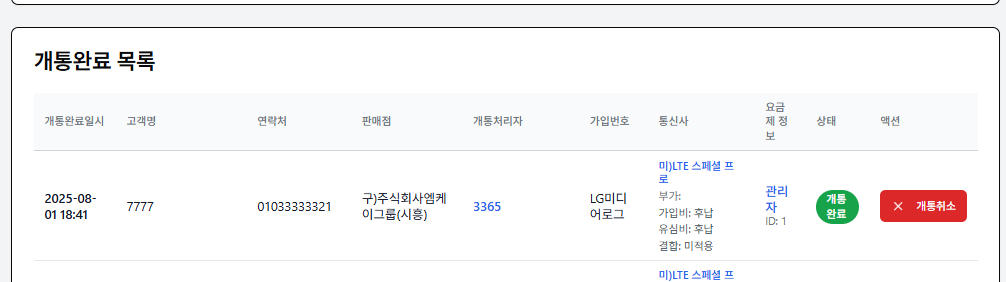 개통완료 목록
개통완료일시 고객명 연락처 판매점 개통처리자 가입번호 통신사 요금제 정보 상태 액션
2025-08-01 18:41 7777 01033333321 구)주식회사엠케이그룹(시흥) 3365 LG미디어로그
미)LTE 스페셜 프로
부가:
가입비: 후납
유심비: 후납
결합: 미적용
관리자
ID: 1
개통완료
× 개통취소
미)LTE 스페셜 프